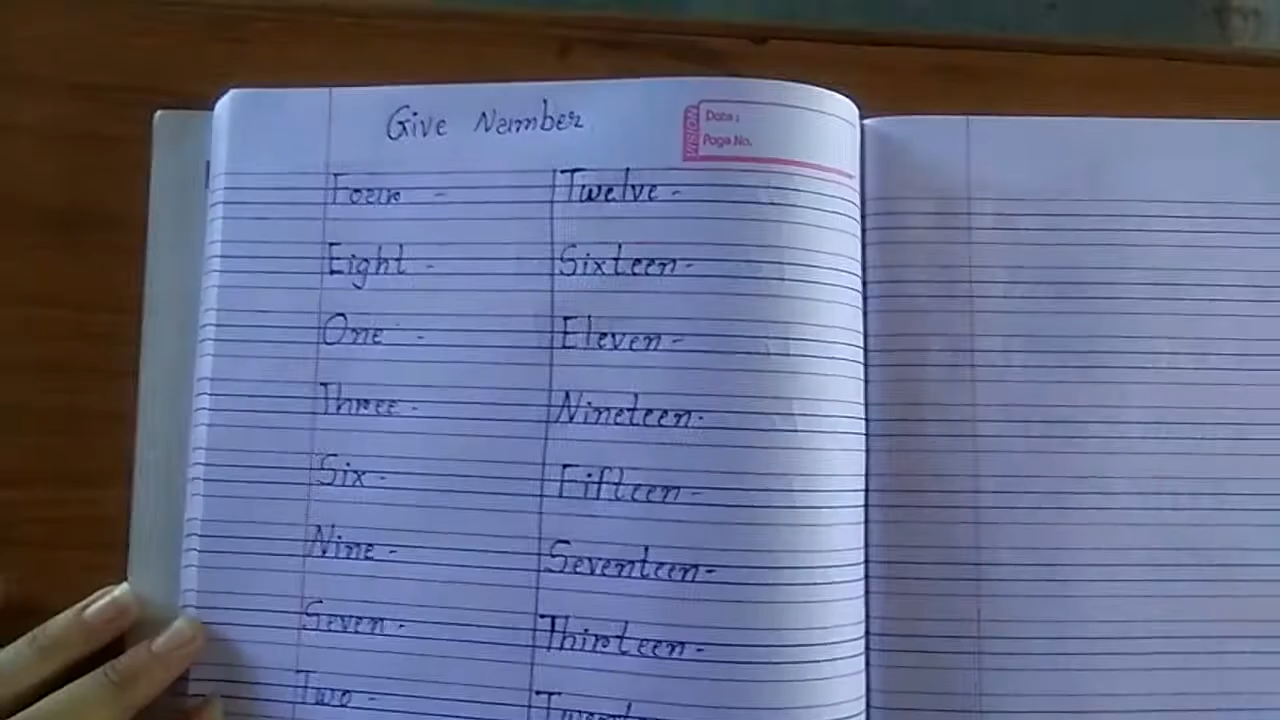 Give Number
VISION
Date :
Page No.
Four -
Twelve -
Eight -
Sixteen -
One -
Eleven -
Three -
Nineteen -
Six -
Fifteen -
Nine -
Seventeen -
Seven -
Thirteen -
Two -